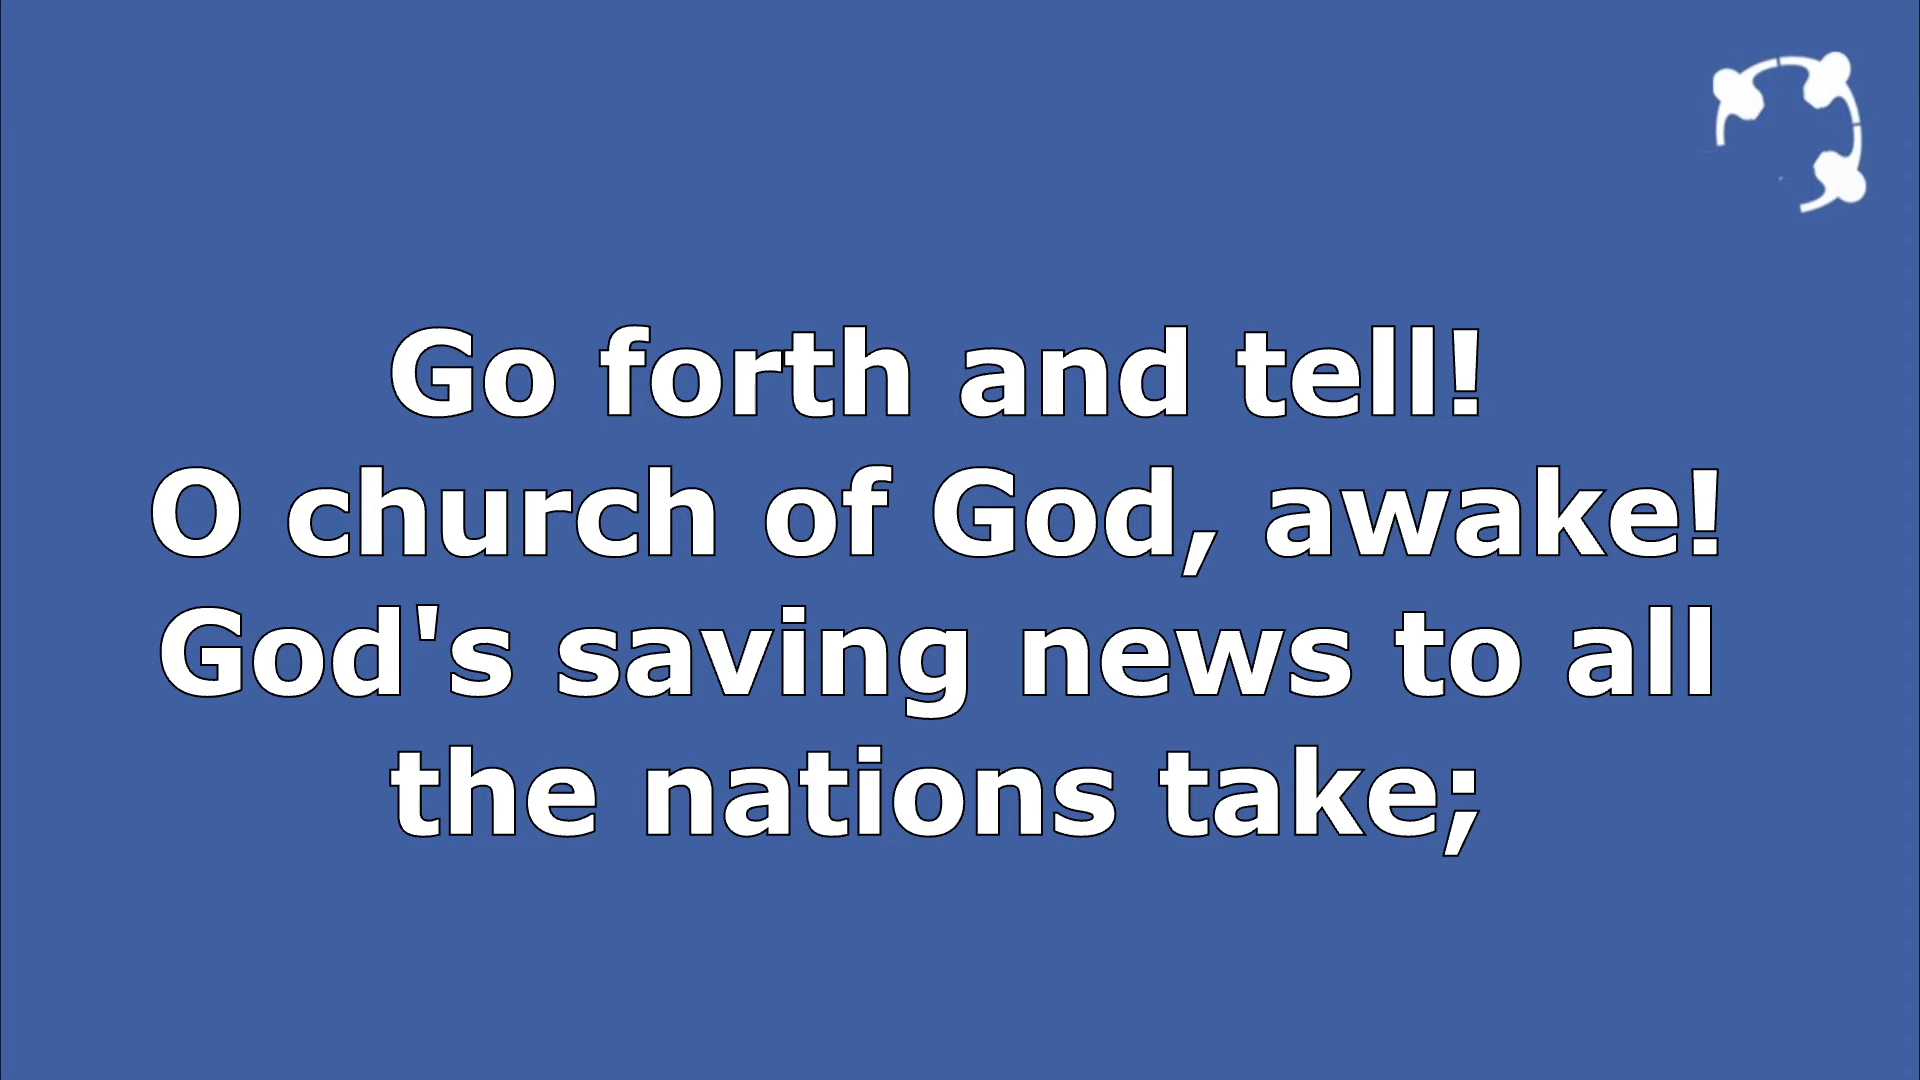 Go forth and tell!
O church of God, awake!
God's saving news to all
the nations take;